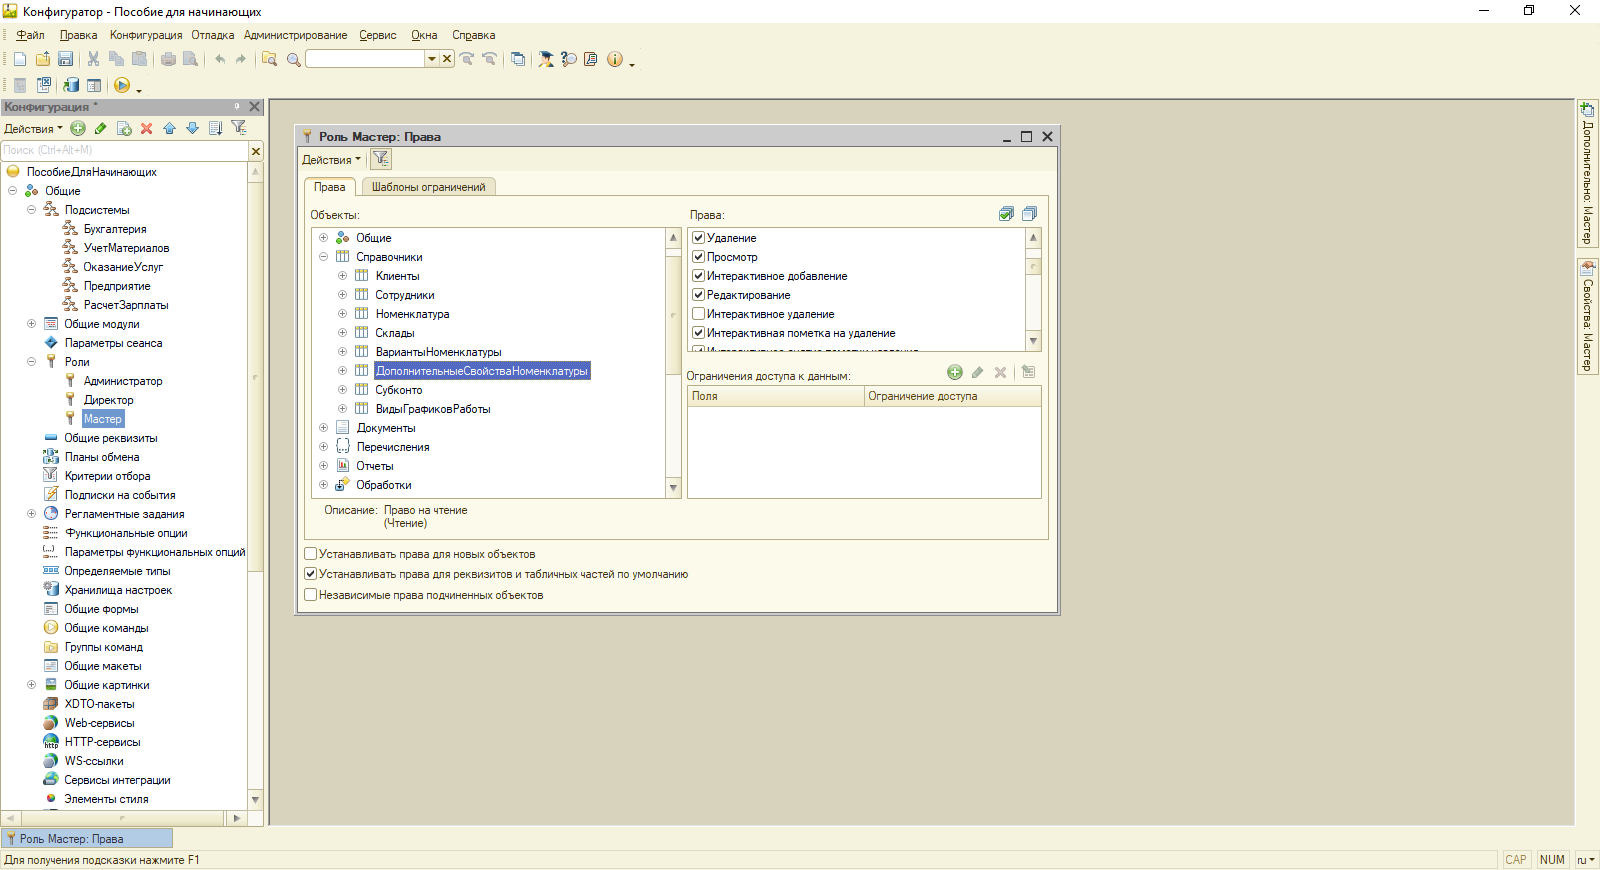 Конфигуратор - Пособие для начинающих
Файл Правка Конфигурация Отладка Администрирование Сервис Окна Справка
Конфигурация *
Действия
Поиск (Ctrl+Alt+M)
ПособиеДляНачинающих
Общие
Подсистемы
Бухгалтерия
УчетМатериалов
ОказаниеУслуг
Предприятие
РасчетЗарплаты
Общие модули
Параметры сеанса
Роли
Администратор
Директор
Мастер
Общие реквизиты
Планы обмена
Критерии отбора
Подписки на события
Регламентные задания
Функциональные опции
Параметры функциональных опций
Определяемые типы
Хранилища настроек
Общие формы
Общие команды
Группы команд
Общие макеты
Общие картинки
XDTO-пакеты
Web-сервисы
HTTP-сервисы
WS-ссылки
Сервисы интеграции
Элементы стиля
Роль Мастер: Права
Действия
Права Шаблоны ограничений
Объекты:
Общие
Справочники
Клиенты
Сотрудники
Номенклатура
Склады
ВариантыНоменклатуры
ДополнительныеСвойстваНоменклатуры
Субконто
ВидыГрафиковРаботы
Документы
Перечисления
Отчеты
Обработки
Права:
Удаление
Просмотр
Интерактивное добавление
Редактирование
Интерактивное удаление
Интерактивная пометка на удаление
Ограничения доступа к данным:
Поля Ограничение доступа
Описание: Право на чтение
(Чтение)
Устанавливать права для новых объектов
Устанавливать права для реквизитов и табличных частей по умолчанию
Независимые права подчиненных объектов
Дополнительно: Мастер
Свойства: Мастер
Роль Мастер: Права
Для получения подсказки нажмите F1
CAP NUM ru